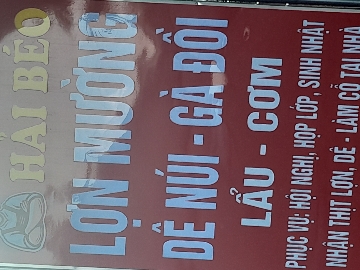 HẢI BÉO
LỢN MƯỜNG
DÊ NÚI - GÀ ĐỒI
LẨU - CƠM
PHỤC VỤ: HỘI NGHỊ, HỌP LỚP, SINH NHẬT
NHẬN THỊT LỢN, DÊ - LÀM CỖ TẠI NHÀ